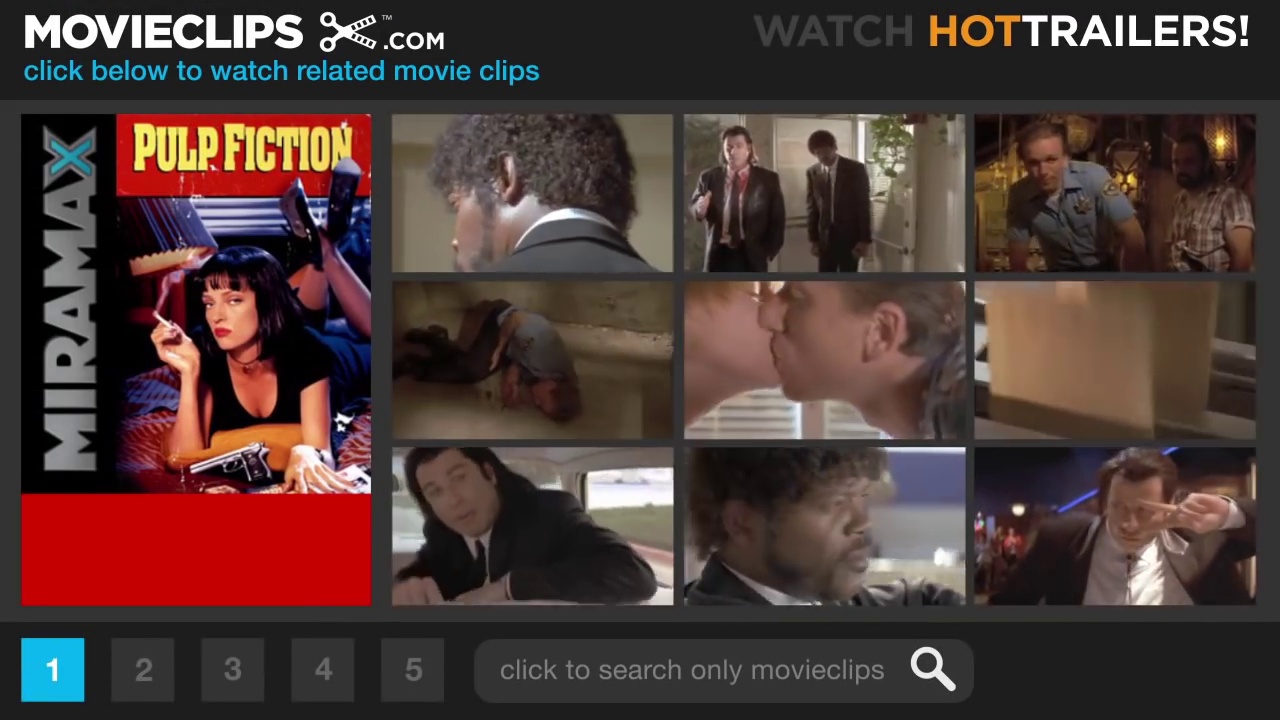 MOVIECLIPS ™ .COM
WATCH HOTTRAILERS!
click below to watch related movie clips
MIRAMAX
PULP FICTION
1 2 3 4 5
click to search only movieclips